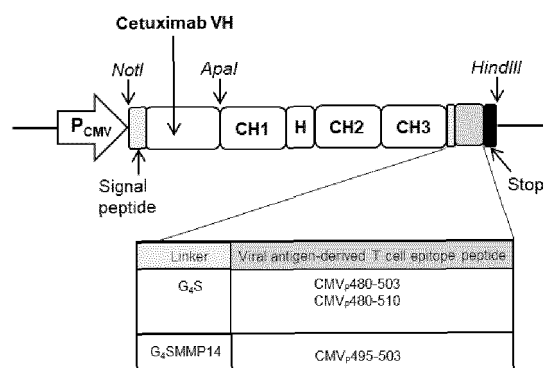 Cetuximab VH
NotI
ApaI
HindIII
PCMV
CH1
H
CH2
CH3
Signal
peptide
Stop
Linker
Viral antigen-derived T cell epitope peptide
G4S
CMVp480-503
CMVp480-510
G4SMMP14
CMVp495-503